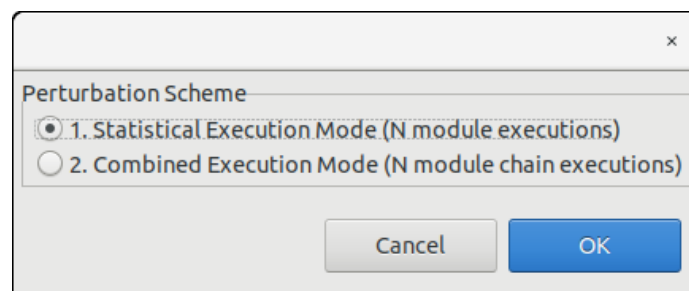 Perturbation Scheme
1. Statistical Execution Mode (N module executions)
2. Combined Execution Mode (N module chain executions)
Cancel OK